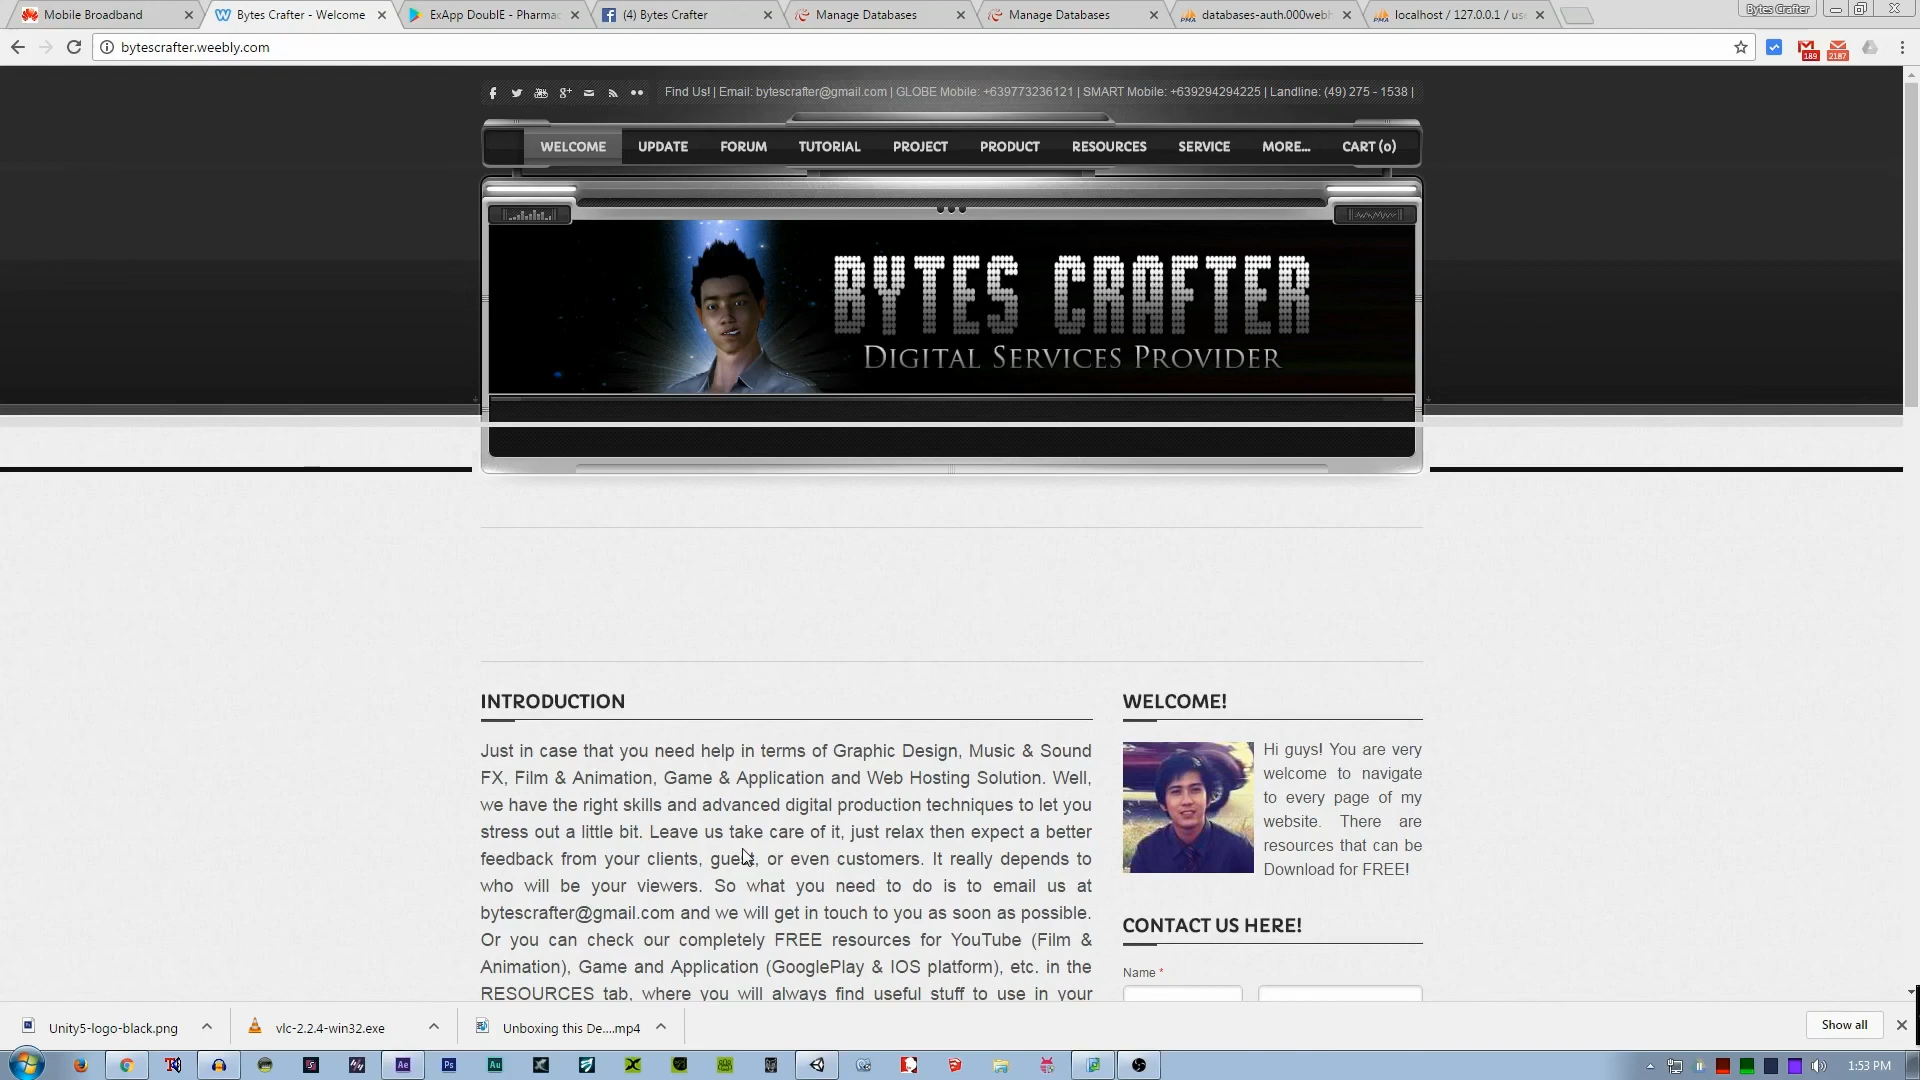 Mobile Broadband
Bytes Crafter - Welcome
ExApp DoublE - Pharmac
(4) Bytes Crafter
Manage Databases
Manage Databases
databases-auth.000webh
localhost / 127.0.0.1 / us
Bytes Crafter
bytescrafter.weebly.com
189
2187
Find Us! | Email: bytescrafter@gmail.com | GLOBE Mobile: +639773236121 | SMART Mobile: +639294294225 | Landline: (49) 275 - 1538 |
WELCOME UPDATE FORUM TUTORIAL PROJECT PRODUCT RESOURCES SERVICE MORE... CART (0)
BYTES CRAFTER
DIGITAL SERVICES PROVIDER
INTRODUCTION
Just in case that you need help in terms of Graphic Design, Music & Sound
FX, Film & Animation, Game & Application and Web Hosting Solution. Well,
we have the right skills and advanced digital production techniques to let you
stress out a little bit. Leave us take care of it, just relax then expect a better
feedback from your clients, guest, or even customers. It really depends to
who will be your viewers. So what you need to do is to email us at
bytescrafter@gmail.com and we will get in touch to you as soon as possible.
Or you can check our completely FREE resources for YouTube (Film &
Animation), Game and Application (GooglePlay & IOS platform), etc. in the
RESOURCES tab, where you will always find useful stuff to use in your
WELCOME!
Hi guys! You are very
welcome to navigate
to every page of my
website. There are
resources that can be
Download for FREE!
CONTACT US HERE!
Name *
Unity5-logo-black.png
vlc-2.2.4-win32.exe
Unboxing this De....mp4
Show all
Ae
Ps
Au
1:53 PM